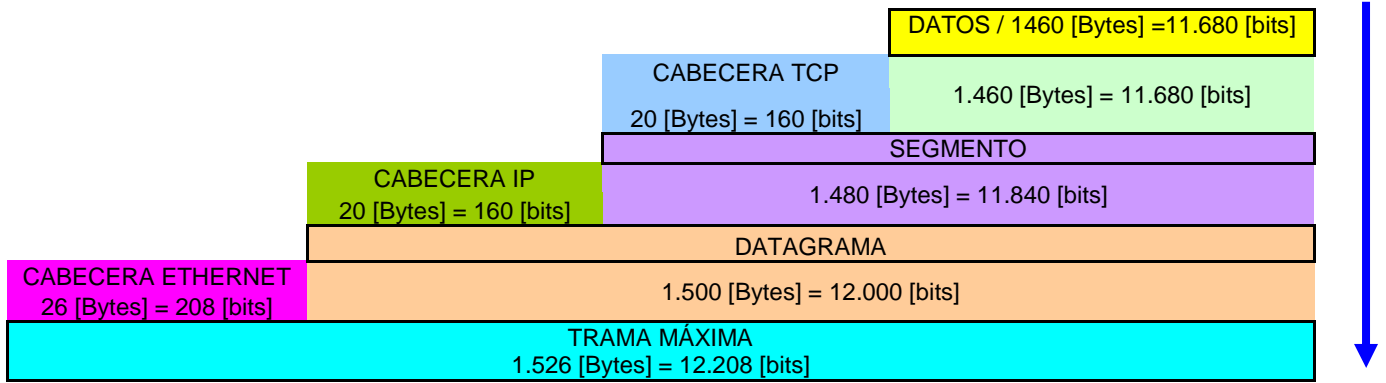 DATOS / 1460 [Bytes] =11.680 [bits]
CABECERA TCP
20 [Bytes] = 160 [bits]
1.460 [Bytes] = 11.680 [bits]
SEGMENTO
CABECERA IP
20 [Bytes] = 160 [bits]
1.480 [Bytes] = 11.840 [bits]
DATAGRAMA
CABECERA ETHERNET
26 [Bytes] = 208 [bits]
1.500 [Bytes] = 12.000 [bits]
TRAMA MÁXIMA
1.526 [Bytes] = 12.208 [bits]